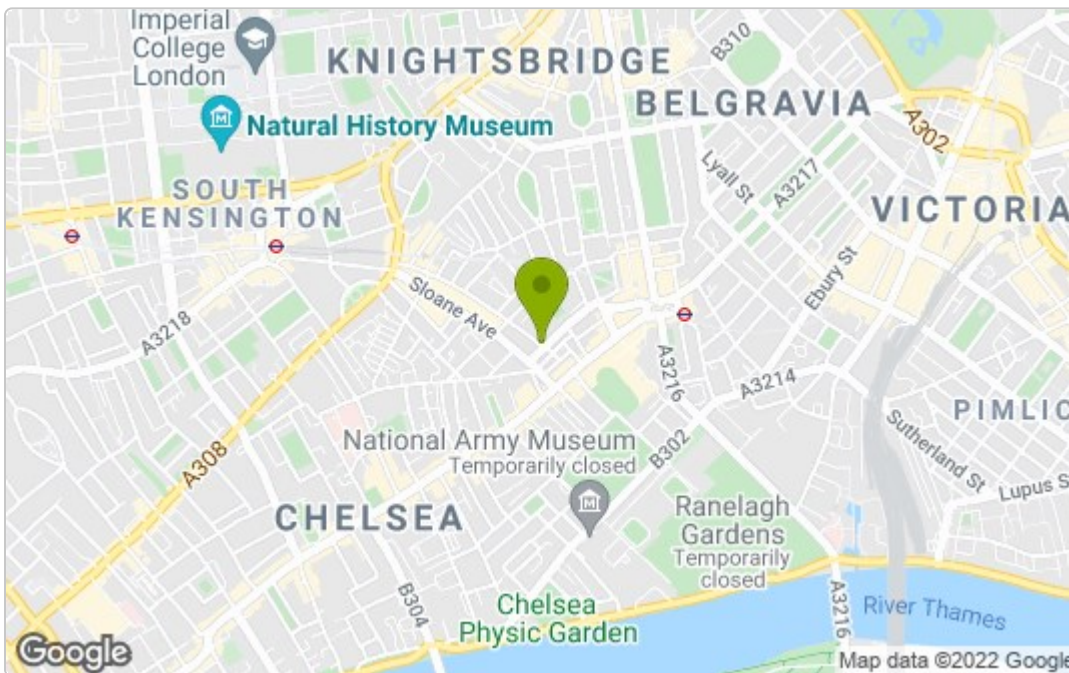 Imperial
College
London
KNIGHTSBRIDGE
B310
BELGRAVIA
A302
Natural History Museum
Lyall St
A3217
SOUTH
KENSINGTON
VICTORIA
Ebury St
Sloane Ave
A3218
A3216
A3214
PIMLIC
Sutherland St
National Army Museum
Temporarily closed
B302
A308
Lupus S
CHELSEA
Ranelagh
Gardens
Temporarily
closed
B304
Chelsea
Physic Garden
A3216
River Thames
Google
Map data ©2022 Google